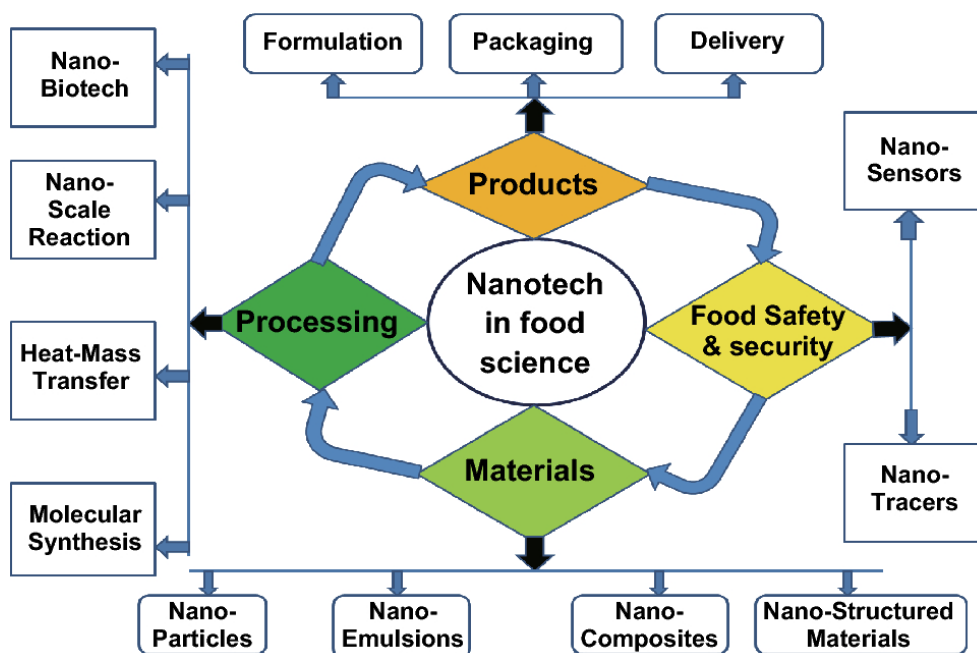 Formulation
Packaging
Delivery
Nano-
Biotech
Nano-
Scale
Reaction
Heat-Mass
Transfer
Molecular
Synthesis
Products
Processing
Nanotech
in food
science
Food Safety
& security
Materials
Nano-
Sensors
Nano-
Tracers
Nano-
Particles
Nano-
Emulsions
Nano-
Composites
Nano-Structured
Materials